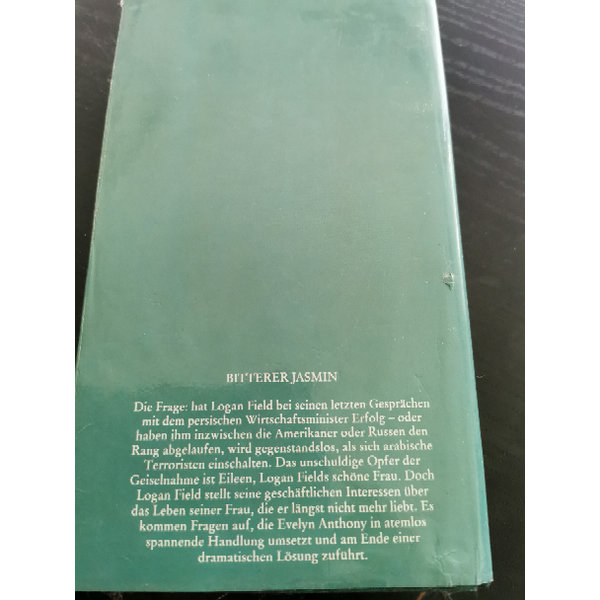 BITTERER JASMIN
Die Frage: hat Logan Field bei seinen letzten Gesprächen
mit dem persischen Wirtschaftsminister Erfolg – oder
haben ihm inzwischen die Amerikaner oder Russen den
Rang abgelaufen, wird gegenstandslos, als sich arabische
Terroristen einschalten. Das unschuldige Opfer der
Geiselnahme ist Eileen, Logan Fields schöne Frau. Doch
Logan Field stellt seine geschäftlichen Interessen über
das Leben seiner Frau, die er längst nicht mehr liebt. Es
kommen Fragen auf, die Evelyn Anthony in atemlos
spannende Handlung umsetzt und am Ende einer
dramatischen Lösung zuführt.